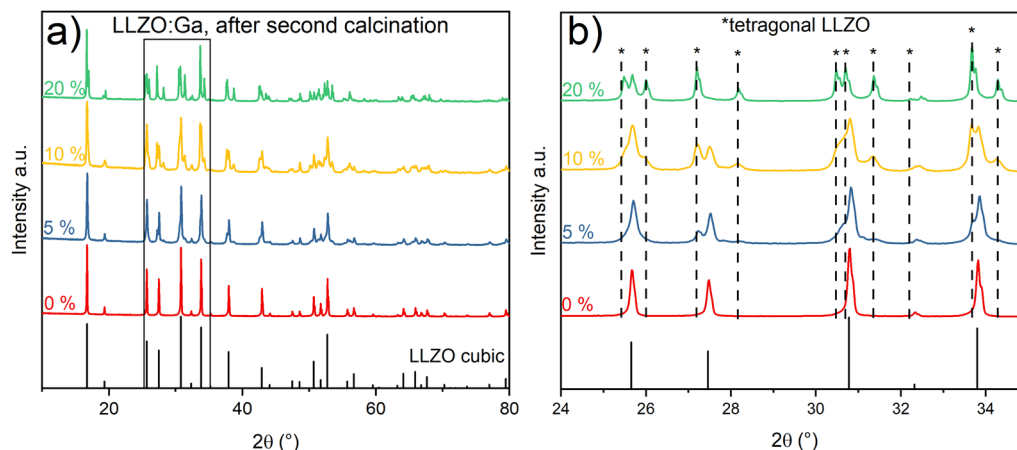 a)
LLZO:Ga, after second calcination
20 %
10 %
5 %
0 %
LLZO cubic
Intensity a.u.
20 40 60 80
2θ (°)
b)
*tetragonal LLZO
* * * * * * * * * *
20 %
10 %
5 %
0 %
Intensity a.u.
24 26 28 30 32 34
2θ (°)